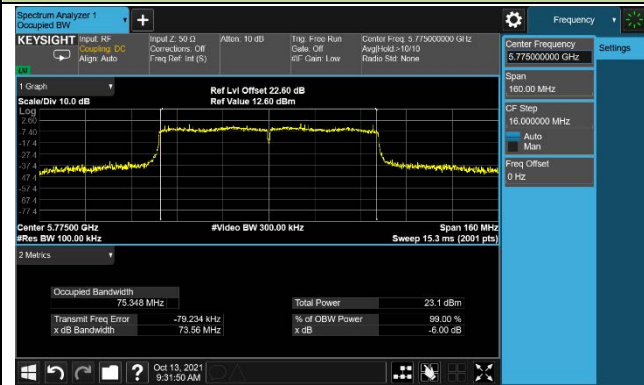 Spectrum Analyzer 1
Occupied BW
Frequency
KEYSIGHT
Input: RF
Coupling: DC
Align: Auto
Input Z: 50 Ω
Corrections: Off
Freq Ref: Int (S)
Atten: 10 dB
Trig: Free Run
Gate: Off
#IF Gain: Low
Center Freq: 5.775000000 GHz
Avg|Hold:>10/10
Radio Std: None
Center Frequency
5.775000000 GHz
Settings
Span
160.00 MHz
CF Step
16.000000 MHz
Auto
Man
Freq Offset
0 Hz
1 Graph
Scale/Div 10.0 dB
Ref Lvl Offset 22.60 dB
Ref Value 12.60 dBm
Log
2.60
-7.40
-17.4
-27.4
-37.4
-47.4
-57.4
-67.4
-77.4
Center 5.77500 GHz
#Video BW 300.00 kHz
Span 160 MHz
#Res BW 100.00 kHz
Sweep 15.3 ms (2001 pts)
2 Metrics
Occupied Bandwidth
75.348 MHz
Total Power
23.1 dBm
Transmit Freq Error
-79.234 kHz
% of OBW Power
99.00 %
x dB Bandwidth
73.56 MHz
x dB
-6.00 dB
Oct 13, 2021
9:31:50 AM